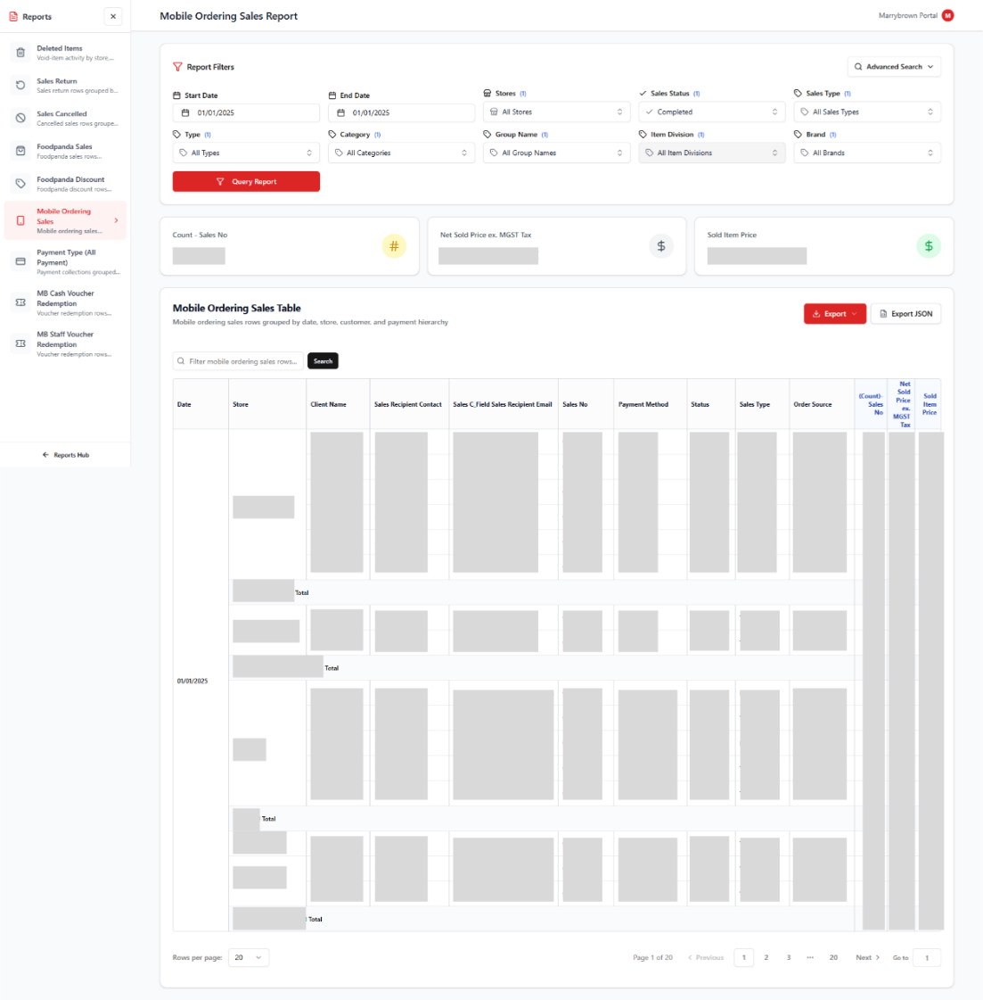 Reports
Mobile Ordering Sales Report
Marrybrown Portal
M
Deleted Items
Void-item activity by store,...
Sales Return
Sales return rows grouped b...
Sales Cancelled
Cancelled sales rows groupe...
Foodpanda Sales
Foodpanda sales rows...
Foodpanda Discount
Foodpanda discount rows...
Mobile Ordering
Sales
Mobile ordering sales...
Payment Type (All
Payment)
Payment collections grouped...
MB Cash Voucher
Redemption
Voucher redemption rows...
MB Staff Voucher
Redemption
Voucher redemption rows...
Reports Hub
Report Filters
Advanced Search
Start Date
End Date
Stores (1)
Sales Status (1)
Sales Type (1)
01/01/2025
01/01/2025
All Stores
Completed
All Sales Types
Type (1)
Category (1)
Group Name (1)
Item Division (1)
Brand (1)
All Types
All Categories
All Group Names
All Item Divisions
All Brands
Query Report
Count - Sales No
#
Net Sold Price ex. MGST Tax
$
Sold Item Price
$
Mobile Ordering Sales Table
Mobile ordering sales rows grouped by date, store, customer, and payment hierarchy
Export
Export JSON
Filter mobile ordering sales rows...
Search
Date
Store
Client Name
Sales Recipient Contact
Sales C_Field Sales Recipient Email
Sales No
Payment Method
Status
Sales Type
Order Source
(Count)-
Sales
No
Net
Sold
Price
ex.
MGST
Tax
Sold
Item
Price
Total
Total
01/01/2025
Total
Total
Rows per page: 20
Page 1 of 20
Previous
1
2
3
...
20
Next
Go to
1